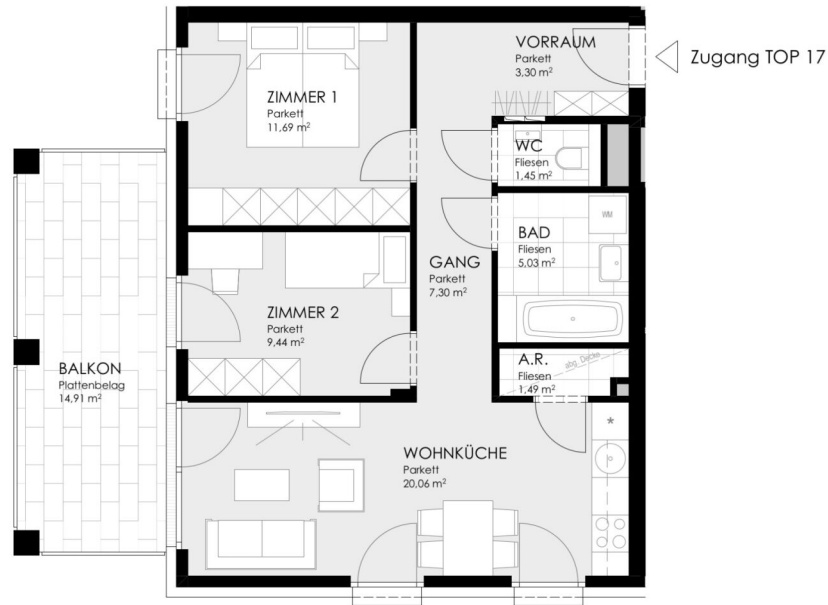 VORRAUM
Parkett
3,30 m²
Zugang TOP 17
ZIMMER 1
Parkett
11,69 m²
WC
Fliesen
1,45 m²
WM
BAD
Fliesen
5,03 m²
GANG
Parkett
7,30 m²
ZIMMER 2
Parkett
9,44 m²
A.R.
abg. Decke
Fliesen
1,49 m²
BALKON
Plattenbelag
14,91 m²
WOHNKÜCHE
Parkett
20,06 m²
*